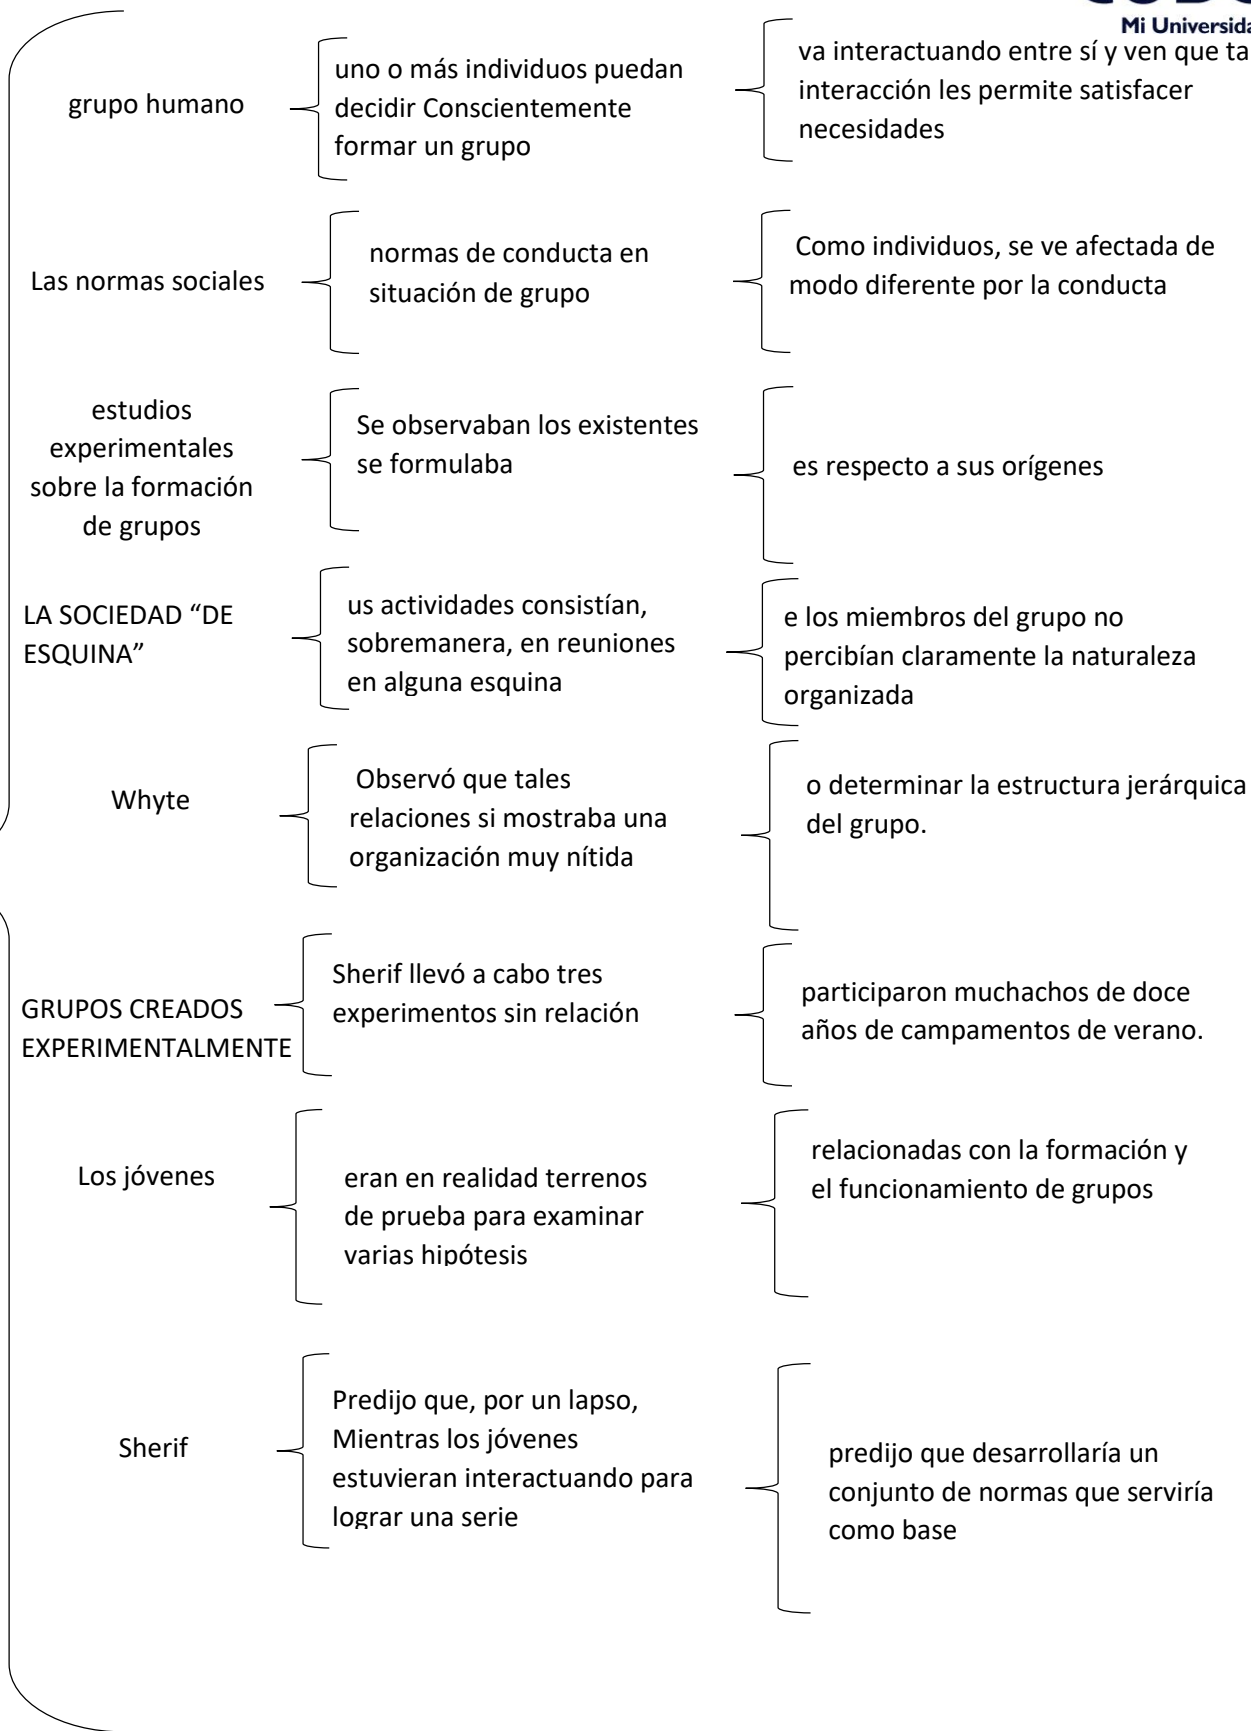 Mi Universida
grupo humano
uno o más individuos puedan
decidir Conscientemente
formar un grupo
va interactuando entre sí y ven que ta
interacción les permite satisfacer
necesidades
Las normas sociales
normas de conducta en
situación de grupo
Como individuos, se ve afectada de
modo diferente por la conducta
estudios
experimentales
sobre la formación
de grupos
Se observaban los existentes
se formulaba
es respecto a sus orígenes
LA SOCIEDAD “DE
ESQUINA”
us actividades consistían,
sobremanera, en reuniones
en alguna esquina
e los miembros del grupo no
percibían claramente la naturaleza
organizada
Whyte
Observó que tales
relaciones si mostraba una
organización muy nítida
o determinar la estructura jerárquica
del grupo.
GRUPOS CREADOS
EXPERIMENTALMENTE
Sherif llevó a cabo tres
experimentos sin relación
participaron muchachos de doce
años de campamentos de verano.
Los jóvenes
eran en realidad terrenos
de prueba para examinar
varias hipótesis
relacionadas con la formación y
el funcionamiento de grupos
Sherif
Predijo que, por un lapso,
Mientras los jóvenes
estuvieran interactuando para
lograr una serie
predijo que desarrollaría un
conjunto de normas que serviría
como base